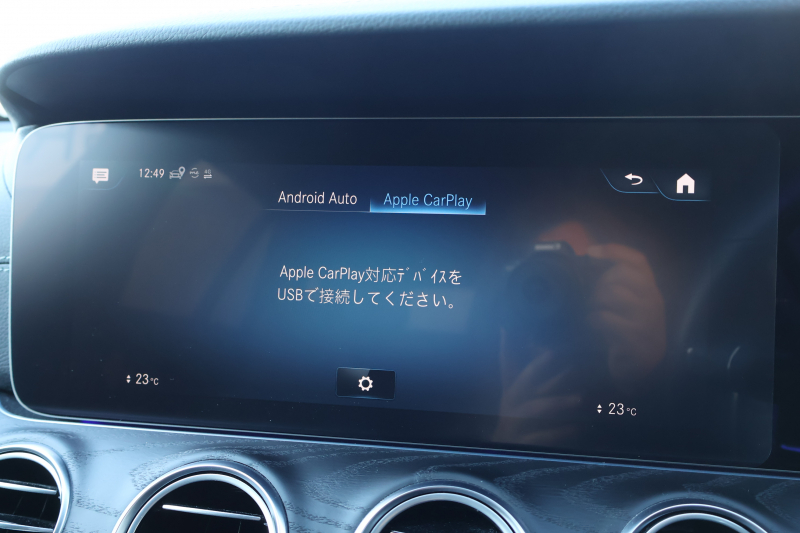 12:49
Android Auto Apple CarPlay
Apple CarPlay対応ﾃﾞﾊﾞｲｽを
USBで接続してください。
23°C
23°C